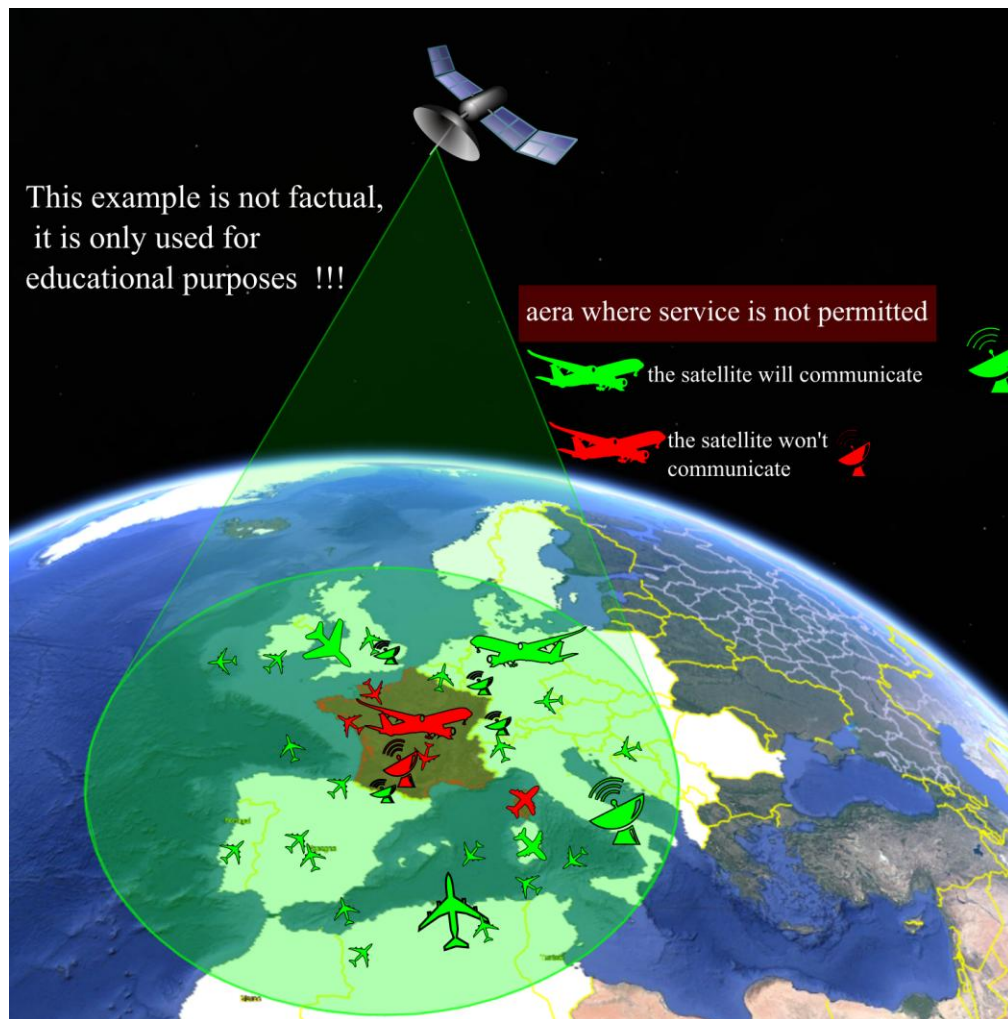 This example is not factual,
it is only used for
educational purposes !!!
aera where service is not permitted
the satellite will communicate
the satellite won't
communicate